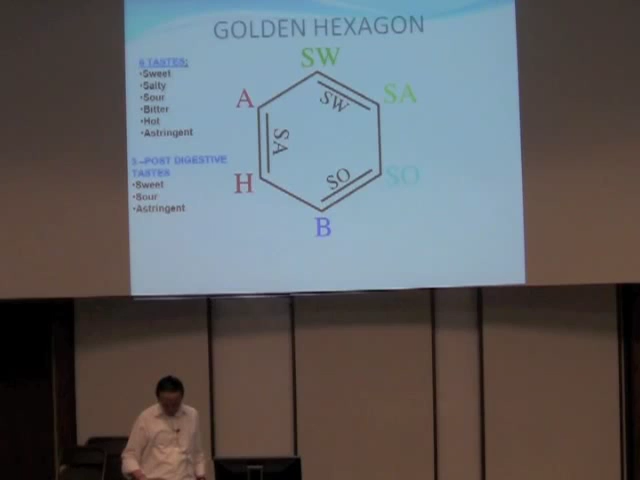 GOLDEN HEXAGON
6 TASTES:
•Sweet
•Salty
•Sour
•Bitter
•Hot
•Astringent
3 –POST DIGESTIVE
TASTES
•Sweet
•Sour
•Astringent
SW
SW
A
SA
SA
H
SO
SO
B